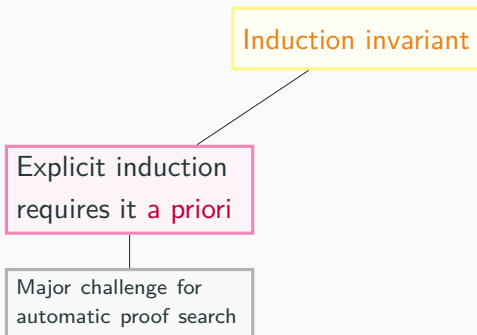 Induction invariant
Explicit induction
requires it a priori
Major challenge for
automatic proof search